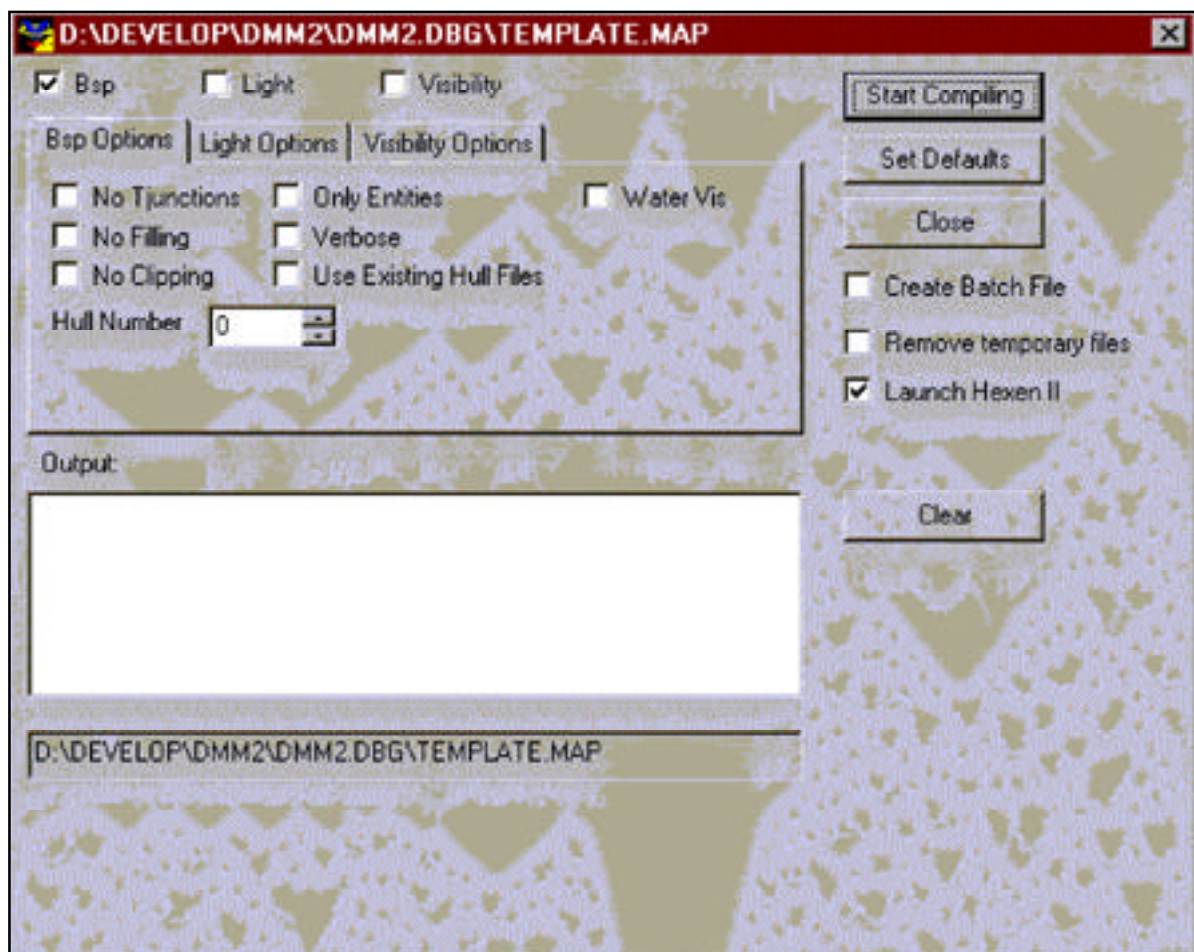 D:\DEVELOP\DMM2\DMM2.DBG\TEMPLATE.MAP
Bsp Light Visibility
Start Compiling
Bsp Options Light Options Visibility Options
Set Defaults
No Tjunctions Only Entities Water Vis
Close
No Filling Verbose
No Clipping Use Existing Hull Files
Create Batch File
Hull Number 0
Remove temporary files
Launch Hexen II
Output:
Clear
D:\DEVELOP\DMM2\DMM2.DBG\TEMPLATE.MAP